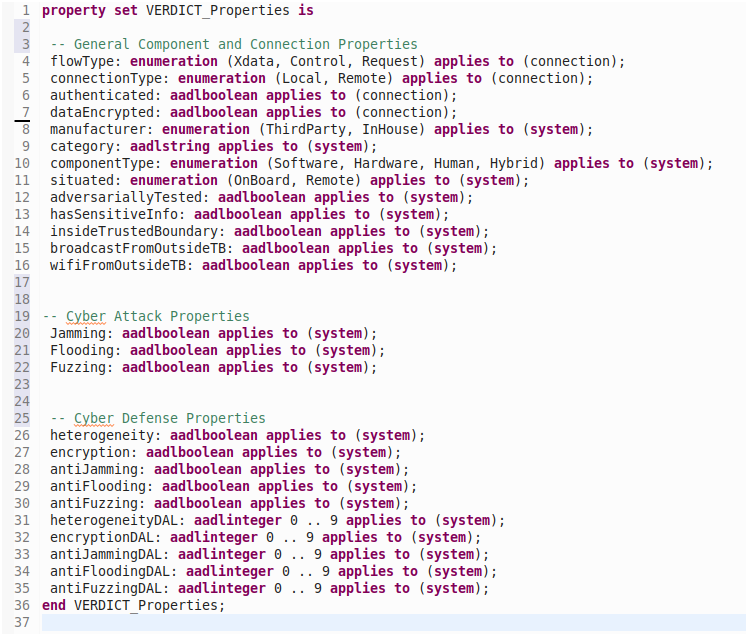 1 property set VERDICT_Properties is
2
3 -- General Component and Connection Properties
4 flowType: enumeration (Xdata, Control, Request) applies to (connection);
5 connectionType: enumeration (Local, Remote) applies to (connection);
6 authenticated: aadlboolean applies to (connection);
7 dataEncrypted: aadlboolean applies to (connection);
8 manufacturer: enumeration (ThirdParty, InHouse) applies to (system);
9 category: aadlstring applies to (system);
10 componentType: enumeration (Software, Hardware, Human, Hybrid) applies to (system);
11 situated: enumeration (OnBoard, Remote) applies to (system);
12 adversariallyTested: aadlboolean applies to (system);
13 hasSensitiveInfo: aadlboolean applies to (system);
14 insideTrustedBoundary: aadlboolean applies to (system);
15 broadcastFromOutsideTB: aadlboolean applies to (system);
16 wifiFromOutsideTB: aadlboolean applies to (system);
17
18
19 -- Cyber Attack Properties
20 Jamming: aadlboolean applies to (system);
21 Flooding: aadlboolean applies to (system);
22 Fuzzing: aadlboolean applies to (system);
23
24
25 -- Cyber Defense Properties
26 heterogeneity: aadlboolean applies to (system);
27 encryption: aadlboolean applies to (system);
28 antiJamming: aadlboolean applies to (system);
29 antiFlooding: aadlboolean applies to (system);
30 antiFuzzing: aadlboolean applies to (system);
31 heterogeneityDAL: aadlinteger 0 .. 9 applies to (system);
32 encryptionDAL: aadlinteger 0 .. 9 applies to (system);
33 antiJammingDAL: aadlinteger 0 .. 9 applies to (system);
34 antiFloodingDAL: aadlinteger 0 .. 9 applies to (system);
35 antiFuzzingDAL: aadlinteger 0 .. 9 applies to (system);
36 end VERDICT_Properties;
37